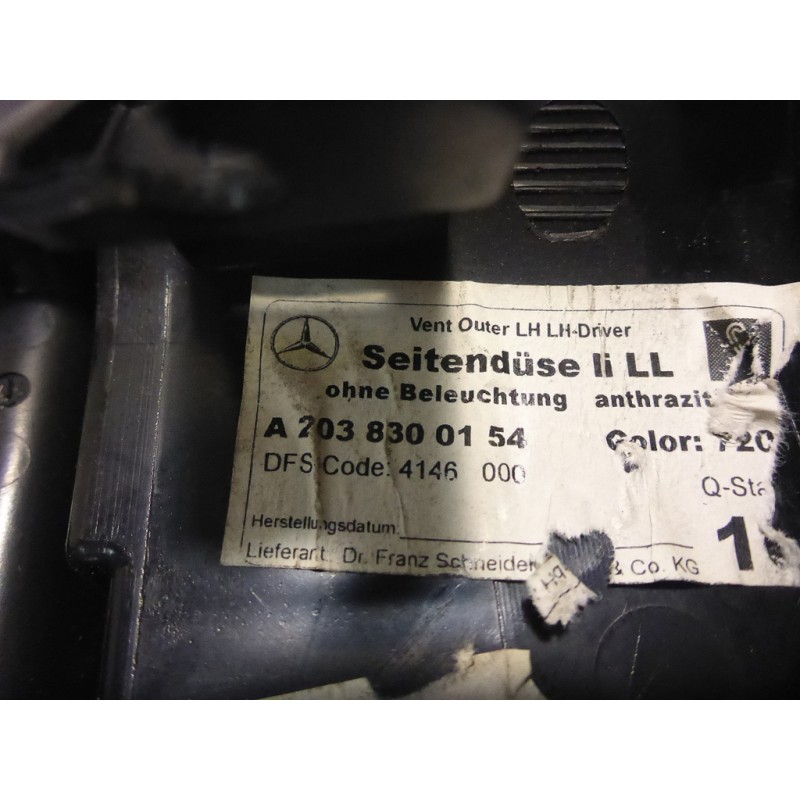 Vent Outer LH LH-Driver
Seitendüse li LL
ohne Beleuchtung anthrazit
A 203 830 01 54 Color: 720
DFS Code: 4146 000
Q-Sta
Herstellungsdatum:
1
Lieferant: Dr. Franz Schneider & Co. KG